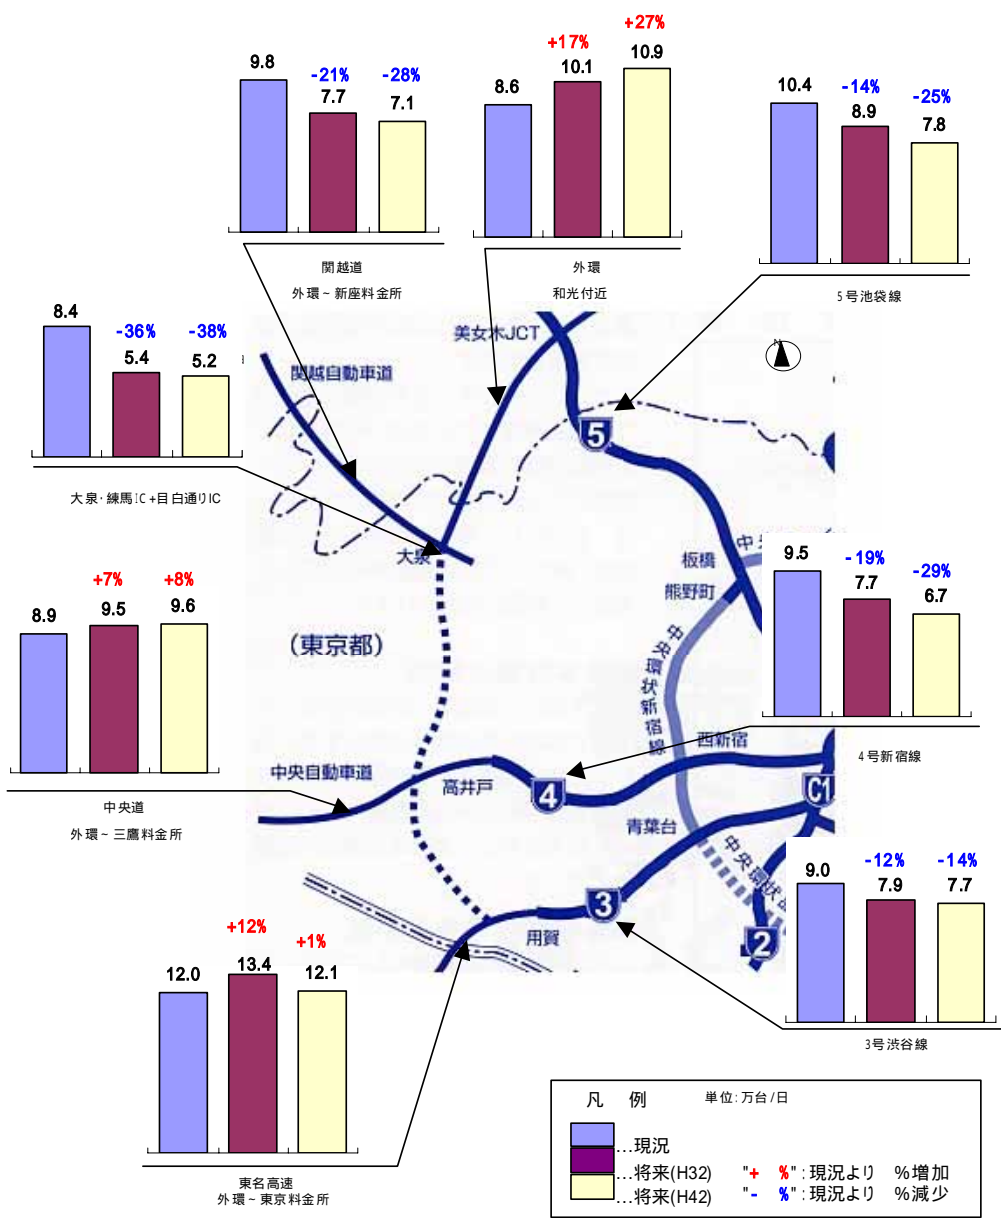 9.8
-21%
7.7
-28%
7.1
関越道
外環～新座料金所
8.6
+17%
10.1
+27%
10.9
外環
和光付近
10.4
-14%
8.9
-25%
7.8
5号池袋線
8.4
-36%
5.4
-38%
5.2
大泉・練馬IC+目白通りIC
8.9
+7%
9.5
+8%
9.6
中央道
外環～三鷹料金所
9.5
-19%
7.7
-29%
6.7
4号新宿線
9.0
-12%
7.9
-14%
7.7
3号渋谷線
12.0
+12%
13.4
+1%
12.1
東名高速
外環～東京料金所
美女木JCT
関越自動車道
N
5
大泉
板橋
中央
熊野町
(東京都)
中央環状新宿線
西新宿
中央自動車道
高井戸
4
C1
青葉台
中央環状品
3
用賀
2
凡 例 単位:万台/日
…現況
…将来(H32) "+ %":現況より %増加
…将来(H42) "- %":現況より %減少